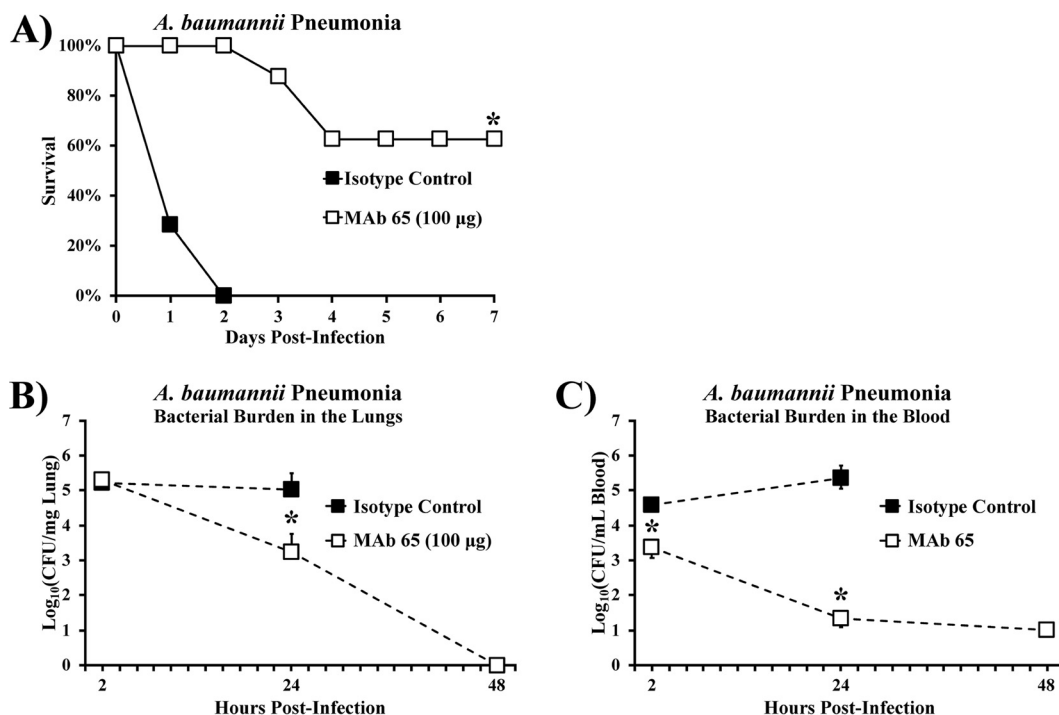 A)
A. baumannii Pneumonia
100%
80%
60%
40%
20%
0%
Survival
*
Isotype Control
MAb 65 (100 µg)
0 1 2 3 4 5 6 7
Days Post-Infection
B)
A. baumannii Pneumonia
Bacterial Burden in the Lungs
7
6
5
4
3
2
1
0
Log₁₀(CFU/mg Lung)
*
Isotype Control
MAb 65 (100 µg)
2 24 48
Hours Post-Infection
C)
A. baumannii Pneumonia
Bacterial Burden in the Blood
7
6
5
4
3
2
1
0
Log₁₀(CFU/mL Blood)
*
*
Isotype Control
MAb 65
2 24 48
Hours Post-Infection